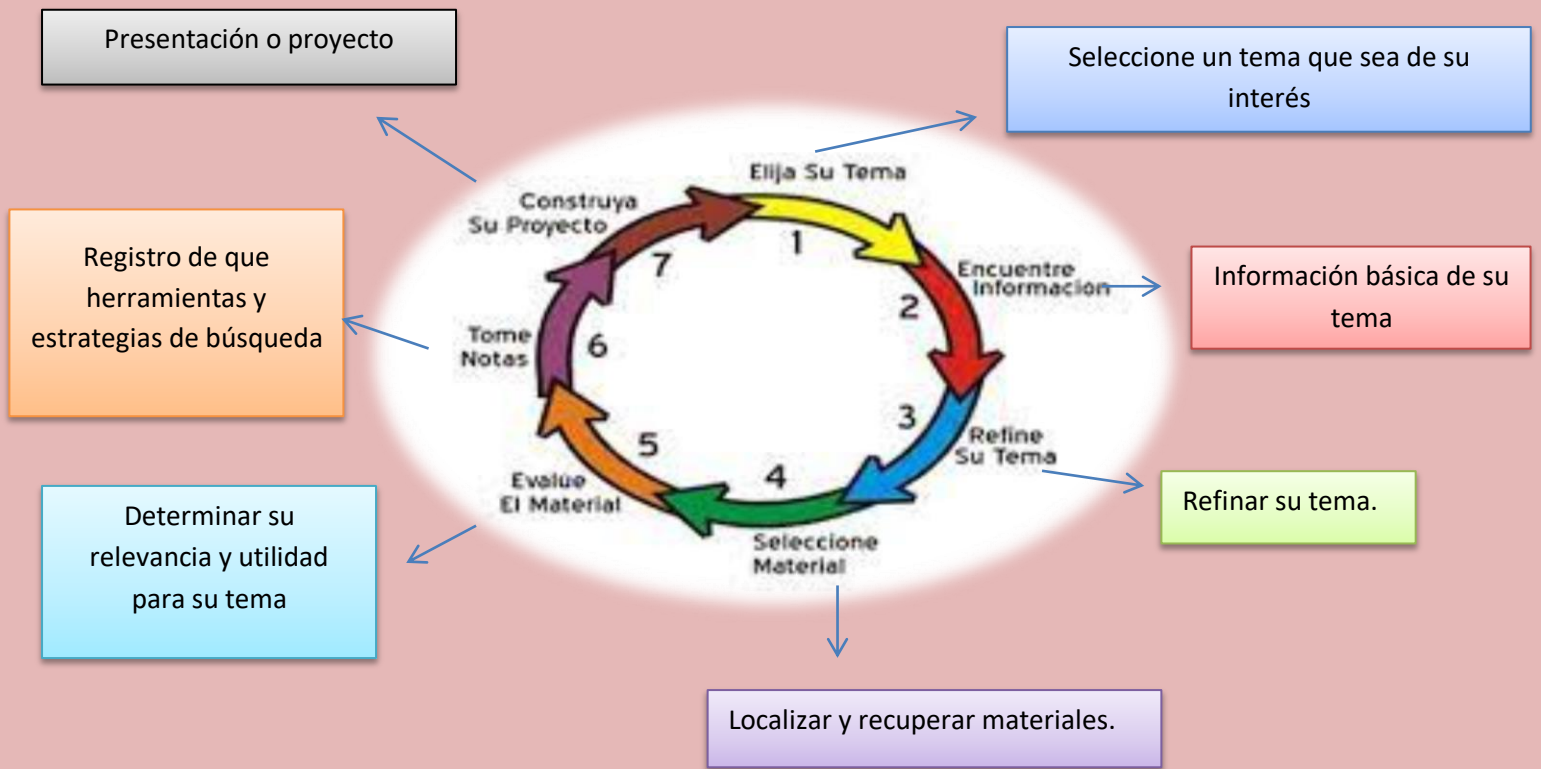 Presentación o proyecto
Seleccione un tema que sea de su
interés
Elija Su Tema
Construya
Su Proyecto
1
7
Registro de que
herramientas y
estrategias de búsqueda
Encuentre
Informacion
2
Información básica de su
tema
Tome
Notas
6
3
Refine
Su Tema
5
4
Evalue
El Material
Seleccione
Material
Refinar su tema.
Determinar su
relevancia y utilidad
para su tema
Localizar y recuperar materiales.